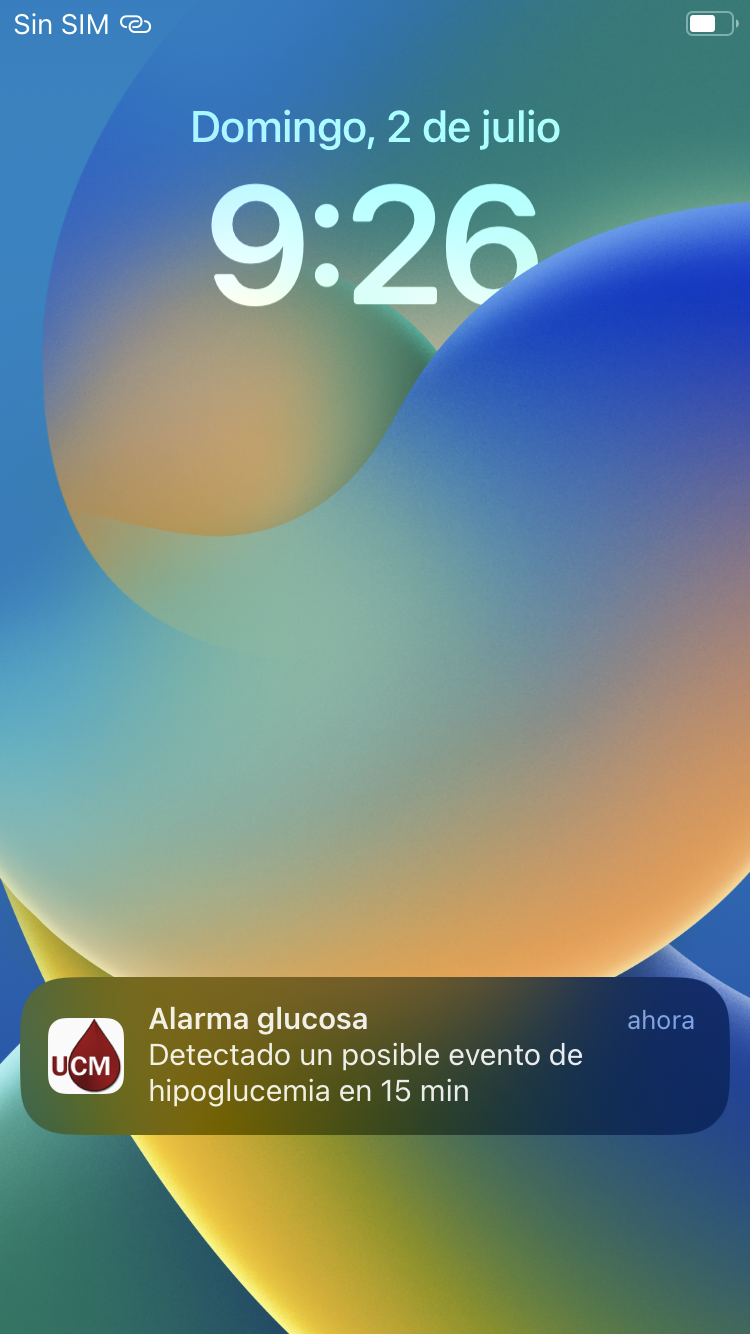 Sin SIM
Domingo, 2 de julio
9:26
Alarma glucosa
ahora
Detectado un posible evento de
hipoglucemia en 15 min
UCM